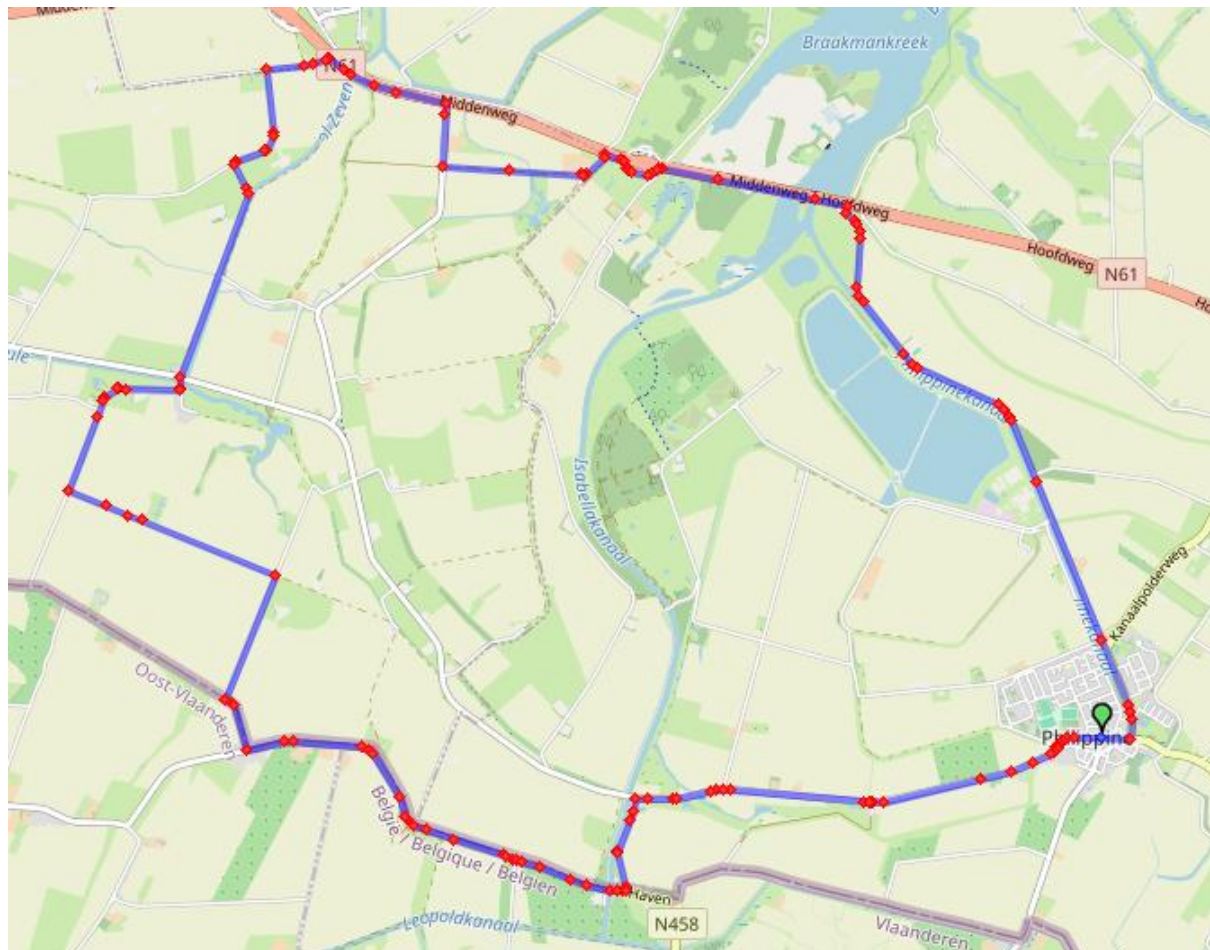 Braakmankreek
N61
Middenweg
Middenweg / Hoofdweg
Hoofdweg
N61
Isabellakanaal
Kanaalpolderweg
Oost-Vlaanderen
België / Belgique / Belgien
Haven
Leopoldkanaal
N458
Vlaanderen